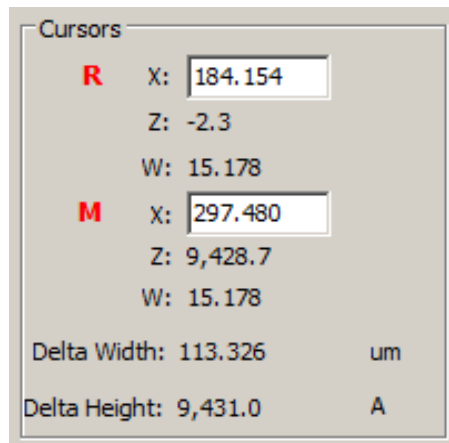 Cursors
R X: 184.154
Z: -2.3
W: 15.178
M X: 297.480
Z: 9,428.7
W: 15.178
Delta Width: 113.326 um
Delta Height: 9,431.0 A